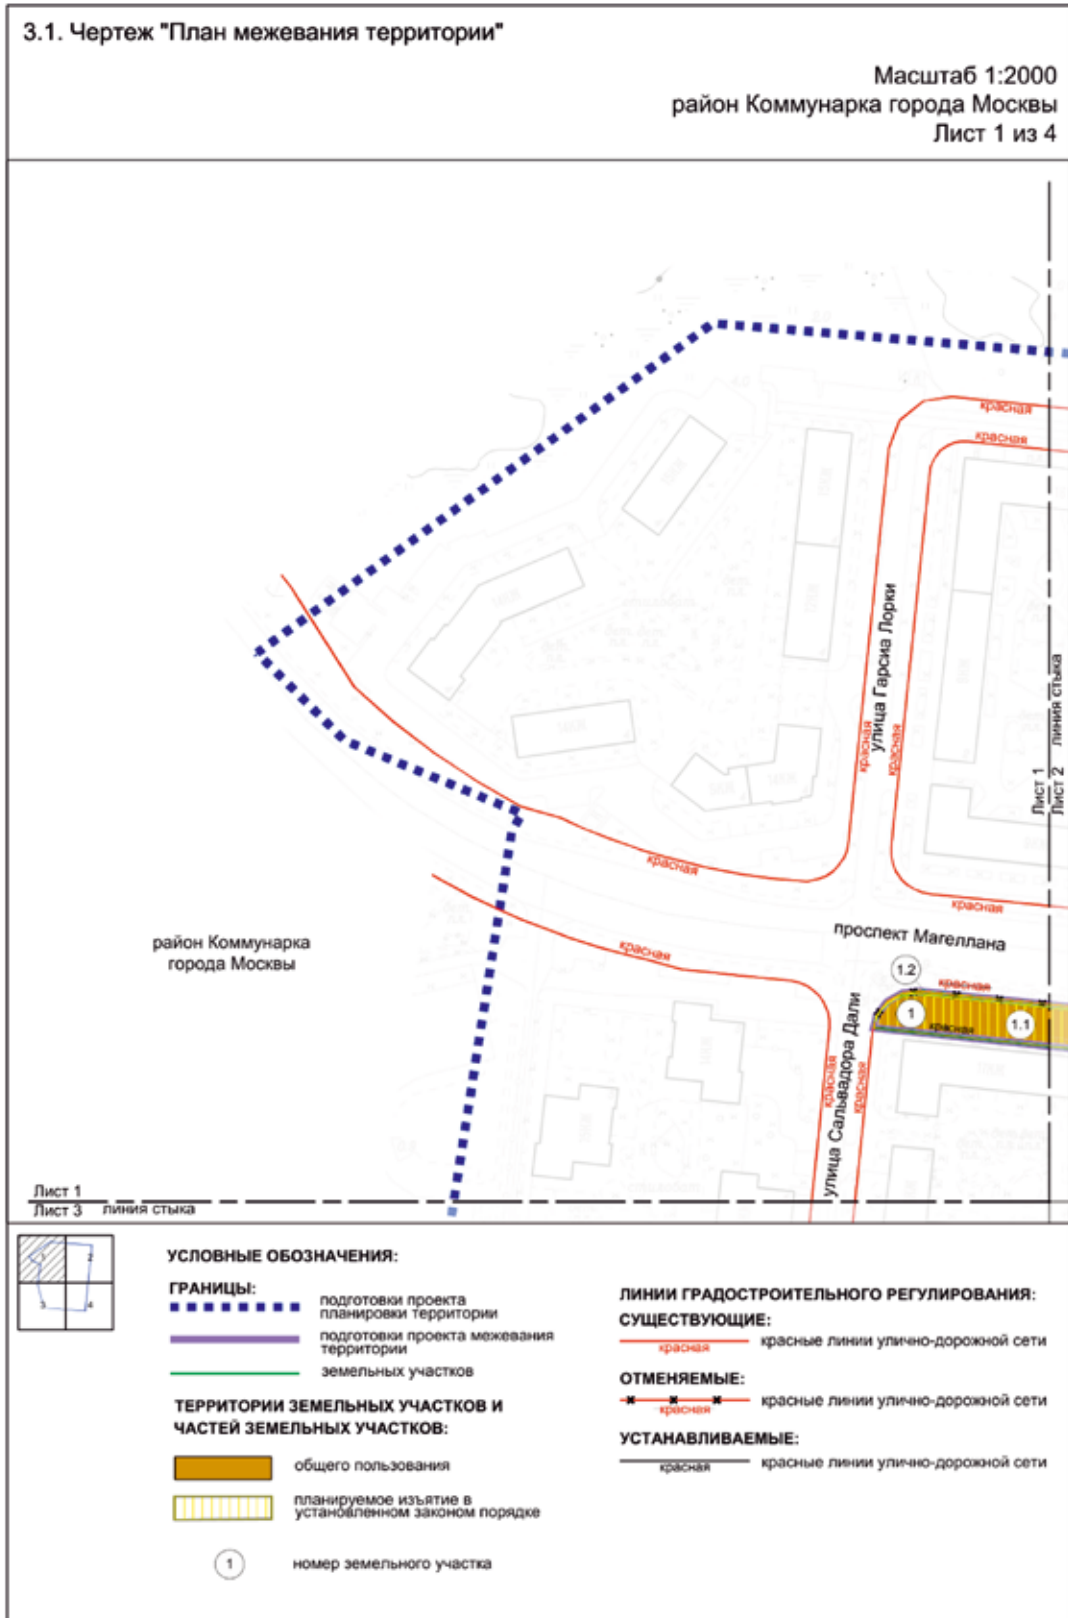 3.1. Чертеж "План межевания территории"
Масштаб 1:2000
район Коммунарка города Москвы
Лист 1 из 4
красная
красная
улица Гарсиа Лорки
красная
красная
линия стыка
Лист 1
Лист 2
красная
красная
проспект Магеллана
район Коммунарка
города Москвы
красная
1.2
красная
1
1.1
красная
улица Сальвадора Дали
красная
красная
Лист 1
Лист 3 линия стыка
1
2
3
4
УСЛОВНЫЕ ОБОЗНАЧЕНИЯ:
ГРАНИЦЫ:
подготовки проекта
планировки территории
подготовки проекта межевания
территории
земельных участков
ТЕРРИТОРИИ ЗЕМЕЛЬНЫХ УЧАСТКОВ И
ЧАСТЕЙ ЗЕМЕЛЬНЫХ УЧАСТКОВ:
общего пользования
планируемое изъятие в
установленном законом порядке
1 номер земельного участка
ЛИНИИ ГРАДОСТРОИТЕЛЬНОГО РЕГУЛИРОВАНИЯ:
СУЩЕСТВУЮЩИЕ:
красная красные линии улично-дорожной сети
ОТМЕНЯЕМЫЕ:
красная красные линии улично-дорожной сети
УСТАНАВЛИВАЕМЫЕ:
красная красные линии улично-дорожной сети